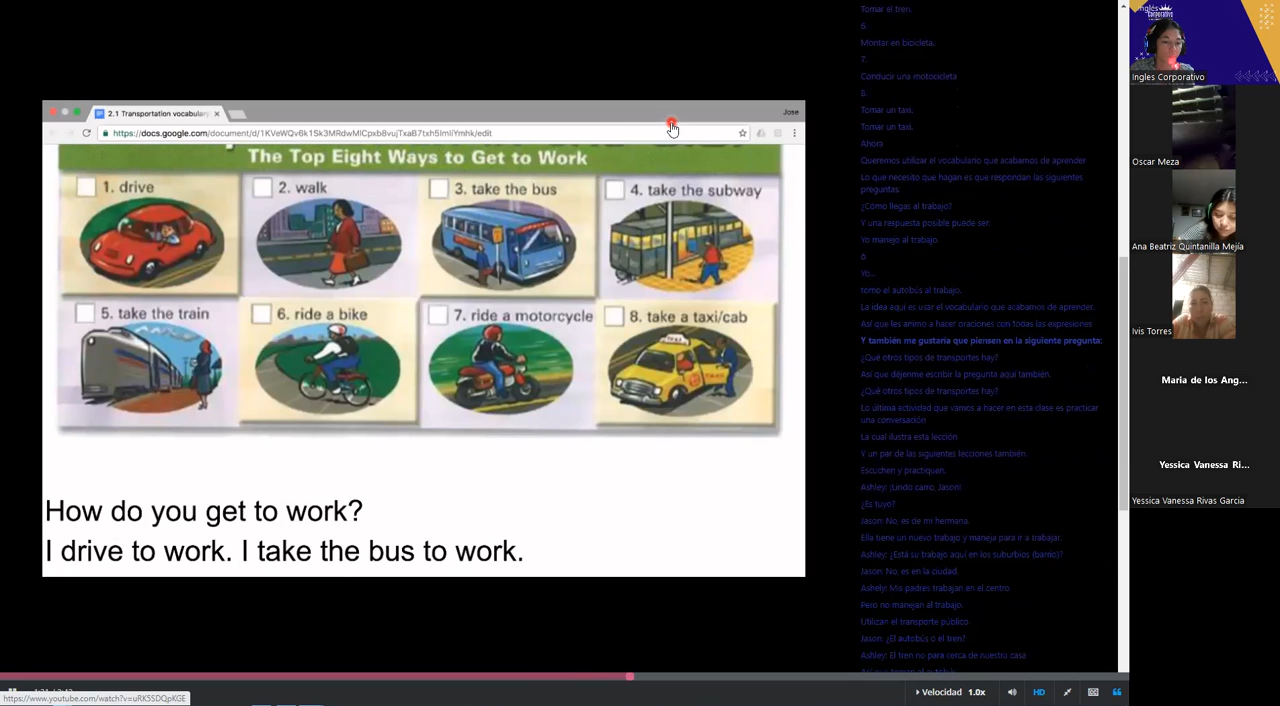 2.1 Transportation vocabulary
Jose
https://docs.google.com/document/d/1KVeWQv6k1Sk3MRdwMlCpxb8vujTxaB7txh5ImIiYmhk/edit
The Top Eight Ways to Get to Work
1. drive
2. walk
3. take the bus
4. take the subway
5. take the train
6. ride a bike
7. ride a motorcycle
8. take a taxi/cab
How do you get to work?
I drive to work. I take the bus to work.
Tomar el tren.
6.
Montar en bicicleta.
7.
Conducir una motocicleta
8.
Tomar un taxi.
Tomar un taxi.
Ahora
Queremos utilizar el vocabulario que acabamos de aprender
Lo que necesito que hagan es que respondan las siguientes
preguntas.
¿Cómo llegas al trabajo?
Y una respuesta posible puede ser.
Yo manejo al trabajo.
6.
Yo...
tomo el autobús al trabajo.
La idea aquí es usar el vocabulario que acabamos de aprender.
Así que les animo a hacer oraciones con todas las expresiones
Y también me gustaría que piensen en la siguiente pregunta:
¿Qué otros tipos de transportes hay?
Así que déjenme escribir la pregunta aquí también.
¿Qué otros tipos de transportes hay?
Lo última actividad que vamos a hacer en esta clase es practicar
una conversación
La cual ilustra esta lección
Y un par de las siguientes lecciones también.
Escuchen y practiquen.
Ashley: ¡Lindo carro, Jason!
¿Es tuyo?
Jason: No, es de mi hermana.
Ella tiene un nuevo trabajo y maneja para ir a trabajar.
Ashley: ¿Está su trabajo aquí en los suburbios (barrio)?
Jason: No, es en la ciudad.
Ashely: Mis padres trabajan en el centro
Pero no manejan al trabajo.
Utilizan el transporte público
Jason: ¿El autobús o el tren?
Ashley: El tren no para cerca de nuestra casa
Velocidad 1.0x
HD
https://www.youtube.com/watch?v=uRK5SDQpKGE
Ingles Corporativo
Oscar Meza
Ana Beatriz Quintanilla Mejía
Ivis Torres
Maria de los Ang...
Yessica Vanessa Ri...
Yessica Vanessa Rivas Garcia